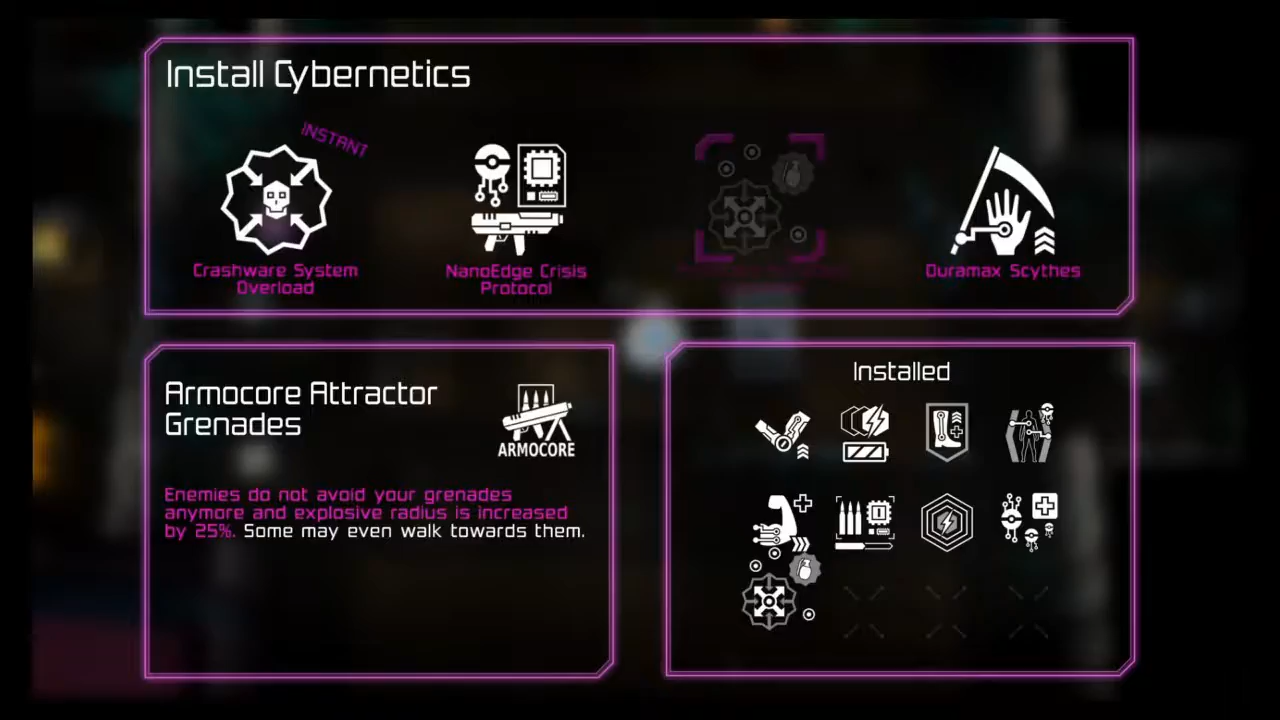 Install Cybernetics
INSTANT
Crashware System
Overload
NanoEdge Crisis
Protocol
Duramax Scythes
Armocore Attractor
Grenades
ARMOCORE
Enemies do not avoid your grenades
anymore and explosive radius is increased
by 25%. Some may even walk towards them.
Installed